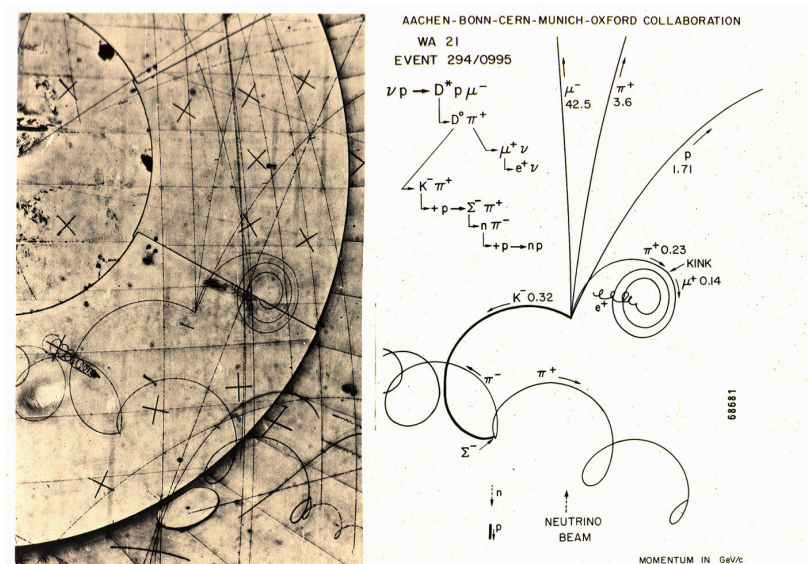 AACHEN-BONN-CERN-MUNICH-OXFORD COLLABORATION
WA 21
EVENT 294/0995
νp → D*pμ⁻
D°π⁺
μ⁺ν
e⁺ν
K⁻π⁺
+p → Σ⁻π⁺
nπ⁻
+p → np
μ⁻
42.5
π⁺
3.6
p
1.71
π⁺0.23
KINK
μ⁺0.14
e⁺
K⁻0.32
π⁻
π⁺
Σ⁻
n
p
NEUTRINO
BEAM
68681
MOMENTUM IN GeV/c